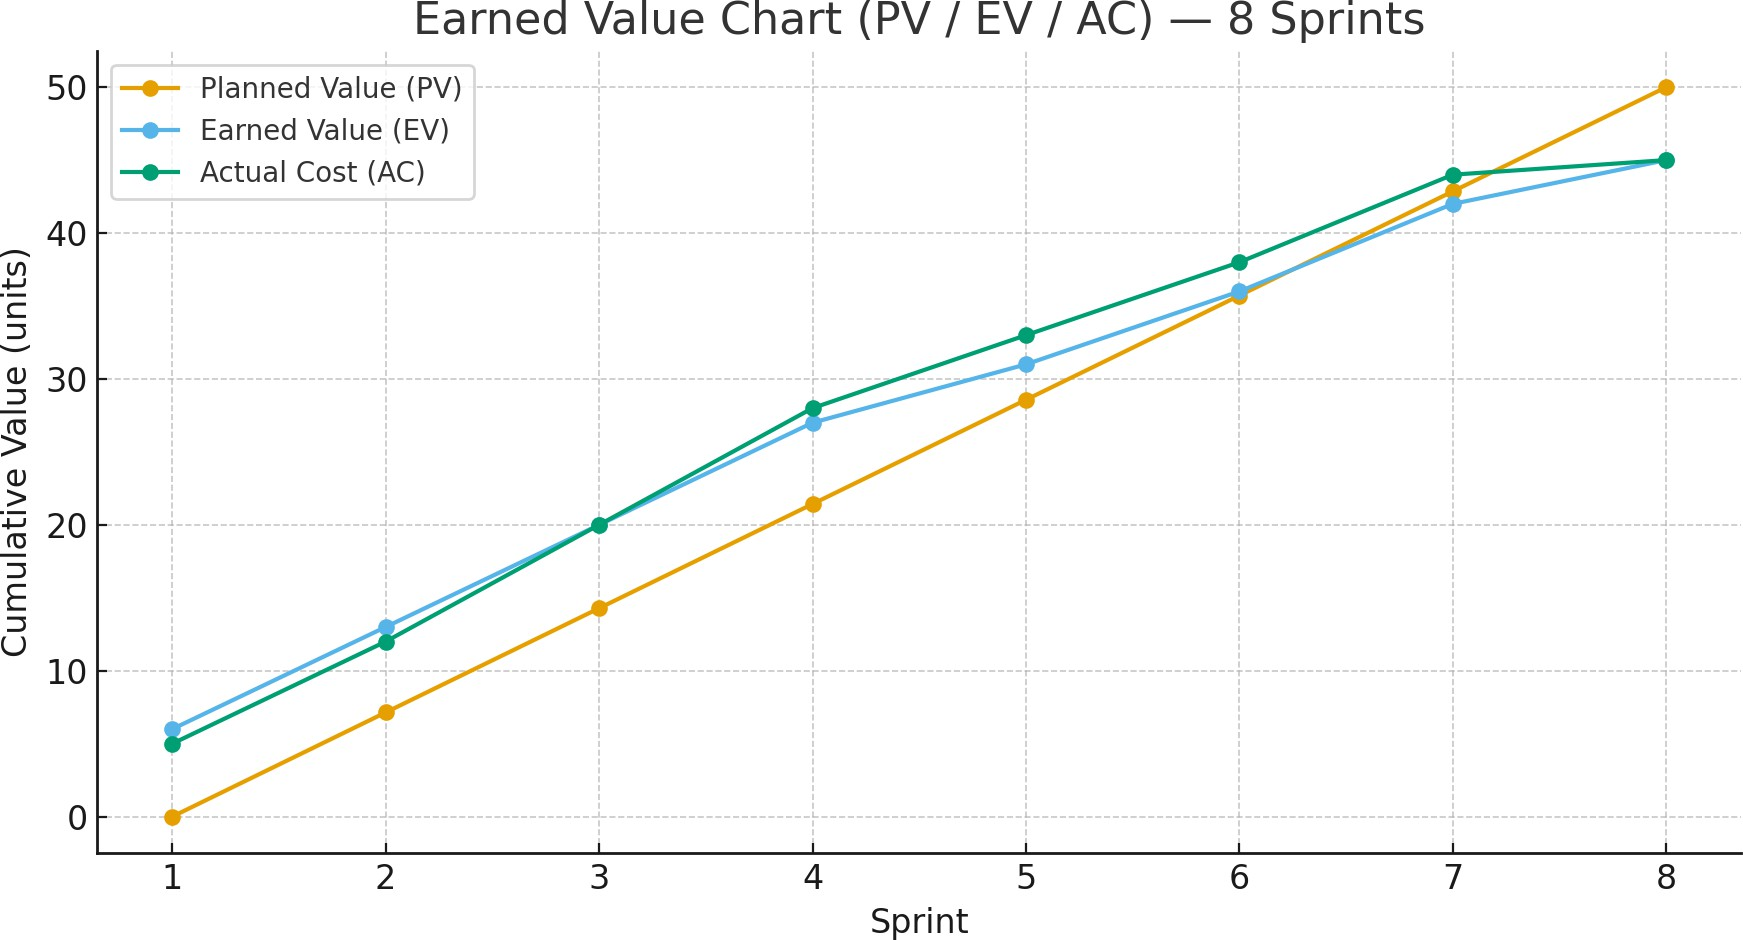 Earned Value Chart (PV / EV / AC) — 8 Sprints
Planned Value (PV)
Earned Value (EV)
Actual Cost (AC)
Cumulative Value (units)
50
40
30
20
10
0
1 2 3 4 5 6 7 8
Sprint